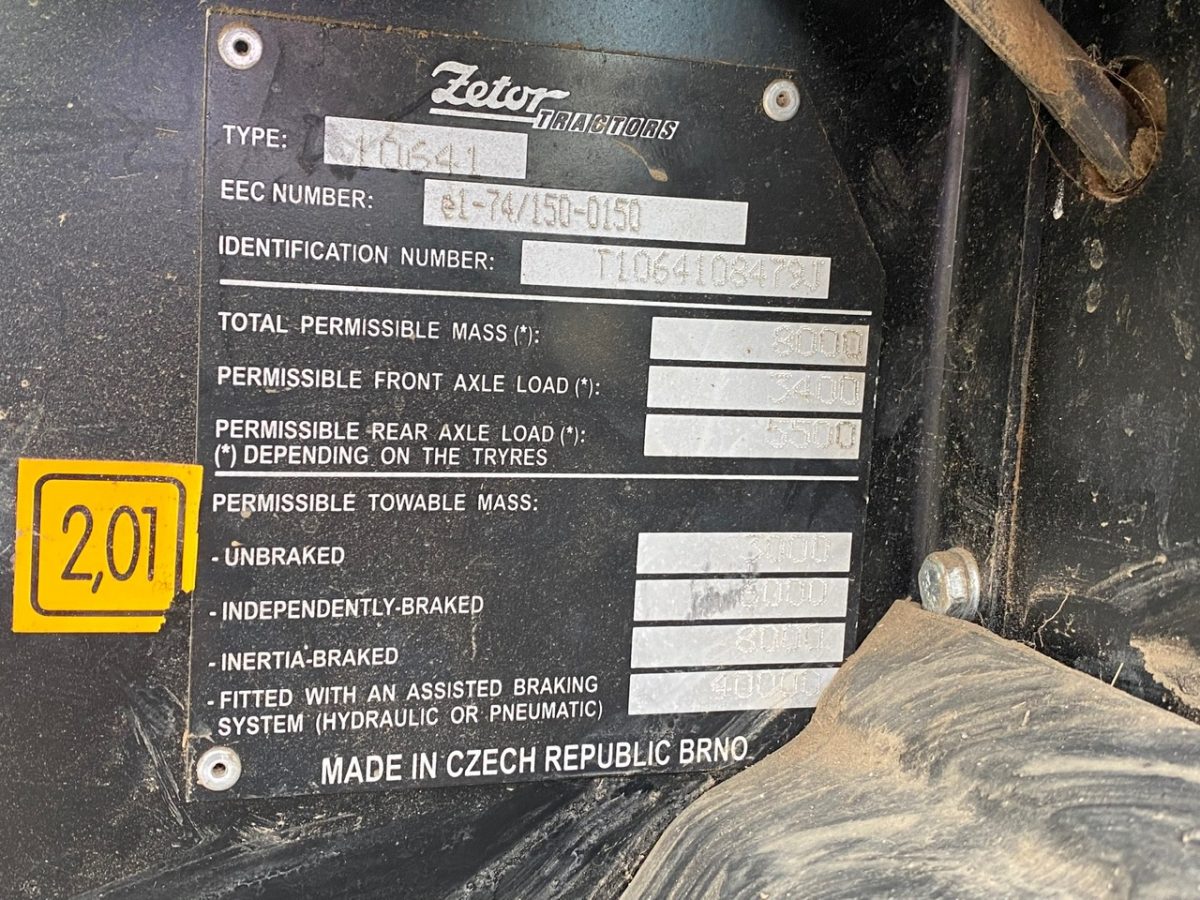 Zetor
TRACTORS
TYPE: 10641
EEC NUMBER: e1-74/150-0150
IDENTIFICATION NUMBER: T1064108479J
TOTAL PERMISSIBLE MASS (*): 8000
PERMISSIBLE FRONT AXLE LOAD (*): 3400
PERMISSIBLE REAR AXLE LOAD (*): 5500
(*) DEPENDING ON THE TRYRES
PERMISSIBLE TOWABLE MASS:
- UNBRAKED
- INDEPENDENTLY-BRAKED 6000
- INERTIA-BRAKED 8000
- FITTED WITH AN ASSISTED BRAKING 40000
SYSTEM (HYDRAULIC OR PNEUMATIC)
MADE IN CZECH REPUBLIC BRNO
2,01